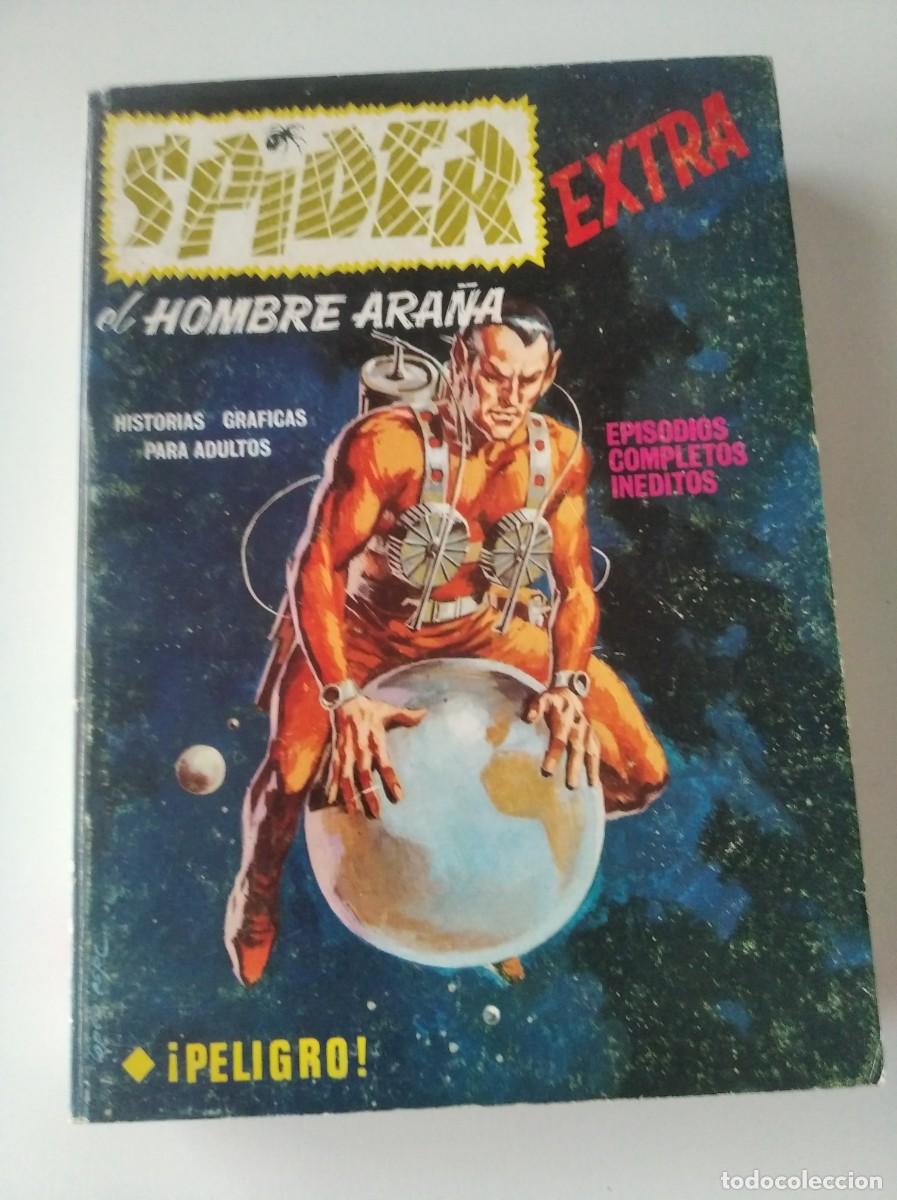 SPIDER
EXTRA
el HOMBRE ARAÑA
HISTORIAS GRAFICAS
PARA ADULTOS
EPISODIOS
COMPLETOS
INEDITOS
¡PELIGRO!
todocoleccion